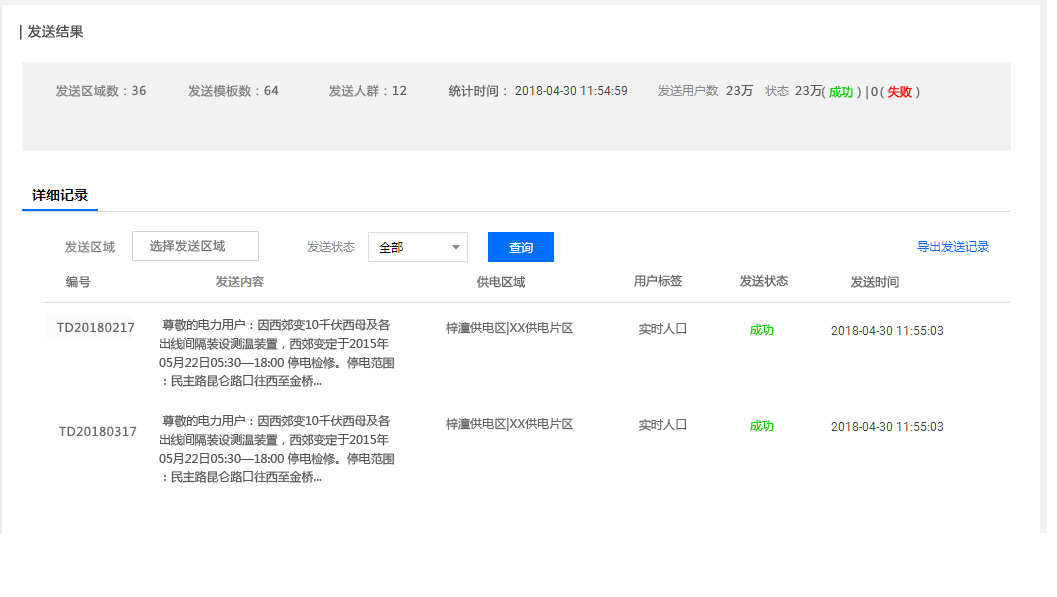 发送结果
发送区域数：36 发送模板数：64 发送人群：12 统计时间： 2018-04-30 11:54:59 发送用户数 23万 状态 23万( 成功 ) | 0 ( 失败 )
详细记录
发送区域 选择发送区域 发送状态 全部 查询 导出发送记录
编号 发送内容 供电区域 用户标签 发送状态 发送时间
TD20180217 尊敬的电力用户：因西郊变10千伏西母及各 梓潼供电区|XX供电片区 实时人口 成功 2018-04-30 11:55:03
出线间隔装设测温装置，西郊变定于2015年
05月22日05:30—18:00 停电检修。停电范围
：民主路昆仑路口往西至金桥...
TD20180317 尊敬的电力用户：因西郊变10千伏西母及各 梓潼供电区|XX供电片区 实时人口 成功 2018-04-30 11:55:03
出线间隔装设测温装置，西郊变定于2015年
05月22日05:30—18:00 停电检修。停电范围
：民主路昆仑路口往西至金桥...